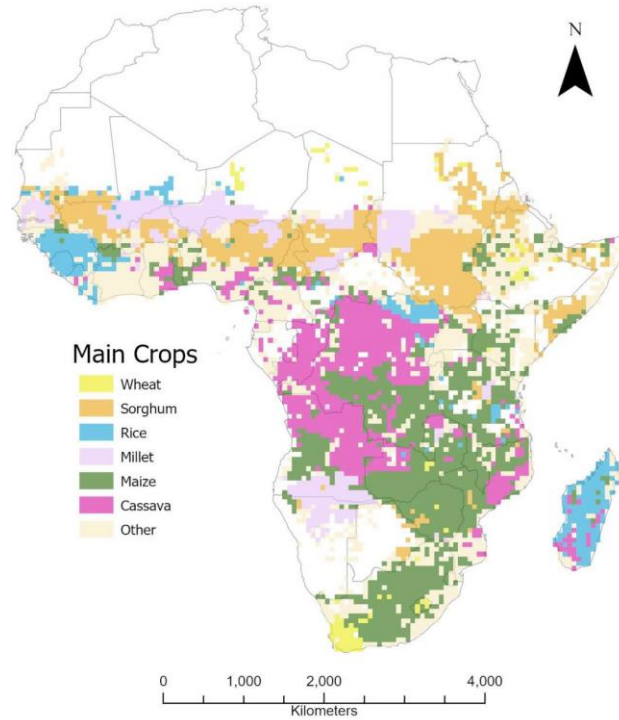 N
Main Crops
Wheat
Sorghum
Rice
Millet
Maize
Cassava
Other
0 1,000 2,000 4,000
Kilometers